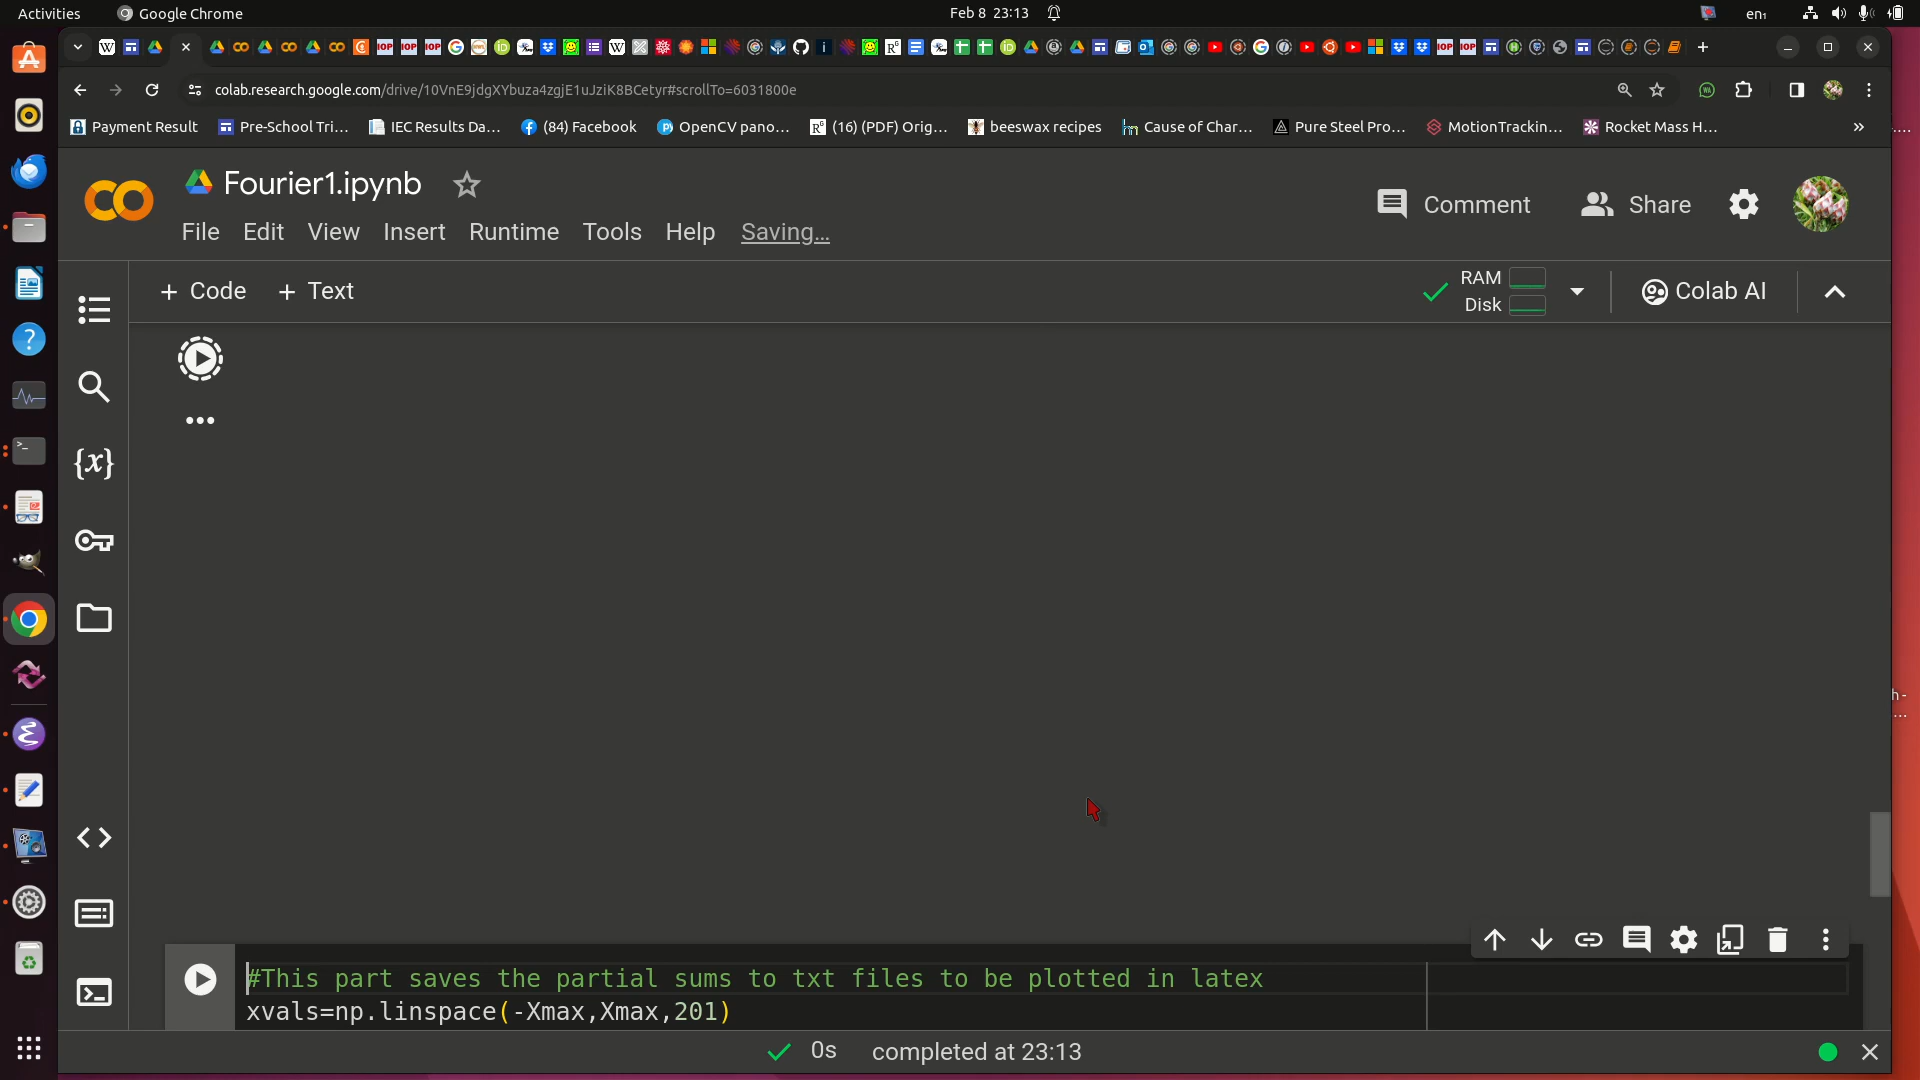 Activities Google Chrome Feb 8 23:13 en₁
colab.research.google.com/drive/10VnE9jdgXYbuza4zgjE1uJziK8BCetyr#scrollTo=6031800e
Payment Result Pre-School Tri... IEC Results Da... (84) Facebook OpenCV pano... (16) (PDF) Orig... beeswax recipes Cause of Char... Pure Steel Pro... MotionTrackin... Rocket Mass H... »
Fourier1.ipynb
Comment Share
File Edit View Insert Runtime Tools Help Saving...
+ Code + Text
RAM
Disk
Colab AI
{x}
#This part saves the partial sums to txt files to be plotted in latex
xvals=np.linspace(-Xmax,Xmax,201)
0s completed at 23:13